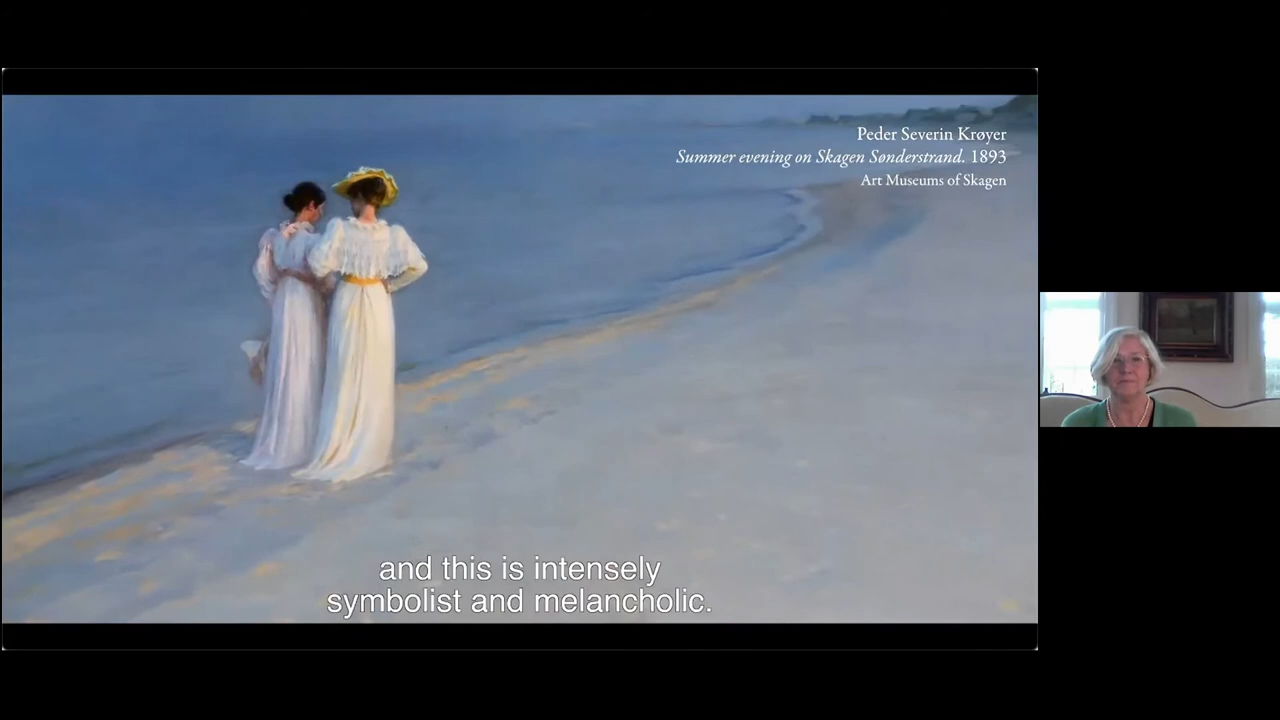 Peder Severin Krøyer
Summer evening on Skagen Sønderstrand. 1893
Art Museums of Skagen
and this is intensely
symbolist and melancholic.